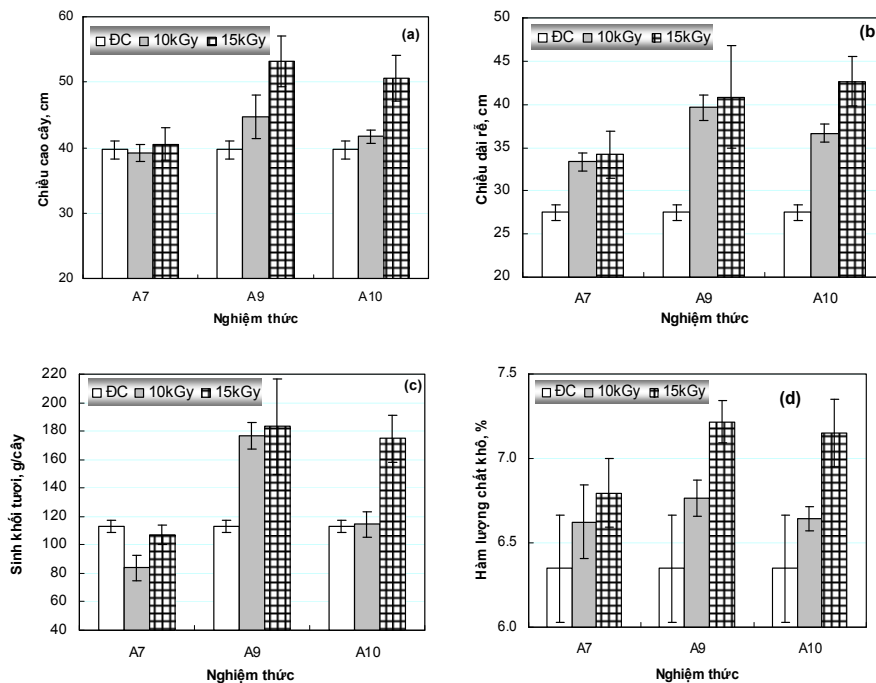 60
50
40
30
20
Chiều cao cây, cm
ĐC 10kGy 15kGy
(a)
A7 A9 A10
Nghiệm thức
50
45
40
35
30
25
20
Chiều dài rễ, cm
ĐC 10kGy 15kGy
(b)
A7 A9 A10
Nghiệm thức
220
200
180
160
140
120
100
80
60
40
Sinh khối tươi, g/cây
ĐC 10kGy 15kGy
(c)
A7 A9 A10
Nghiệm thức
7.5
7.0
6.5
6.0
Hàm lượng chất khô, %
ĐC 10kGy 15kGy
(d)
A7 A9 A10
Nghiệm thức